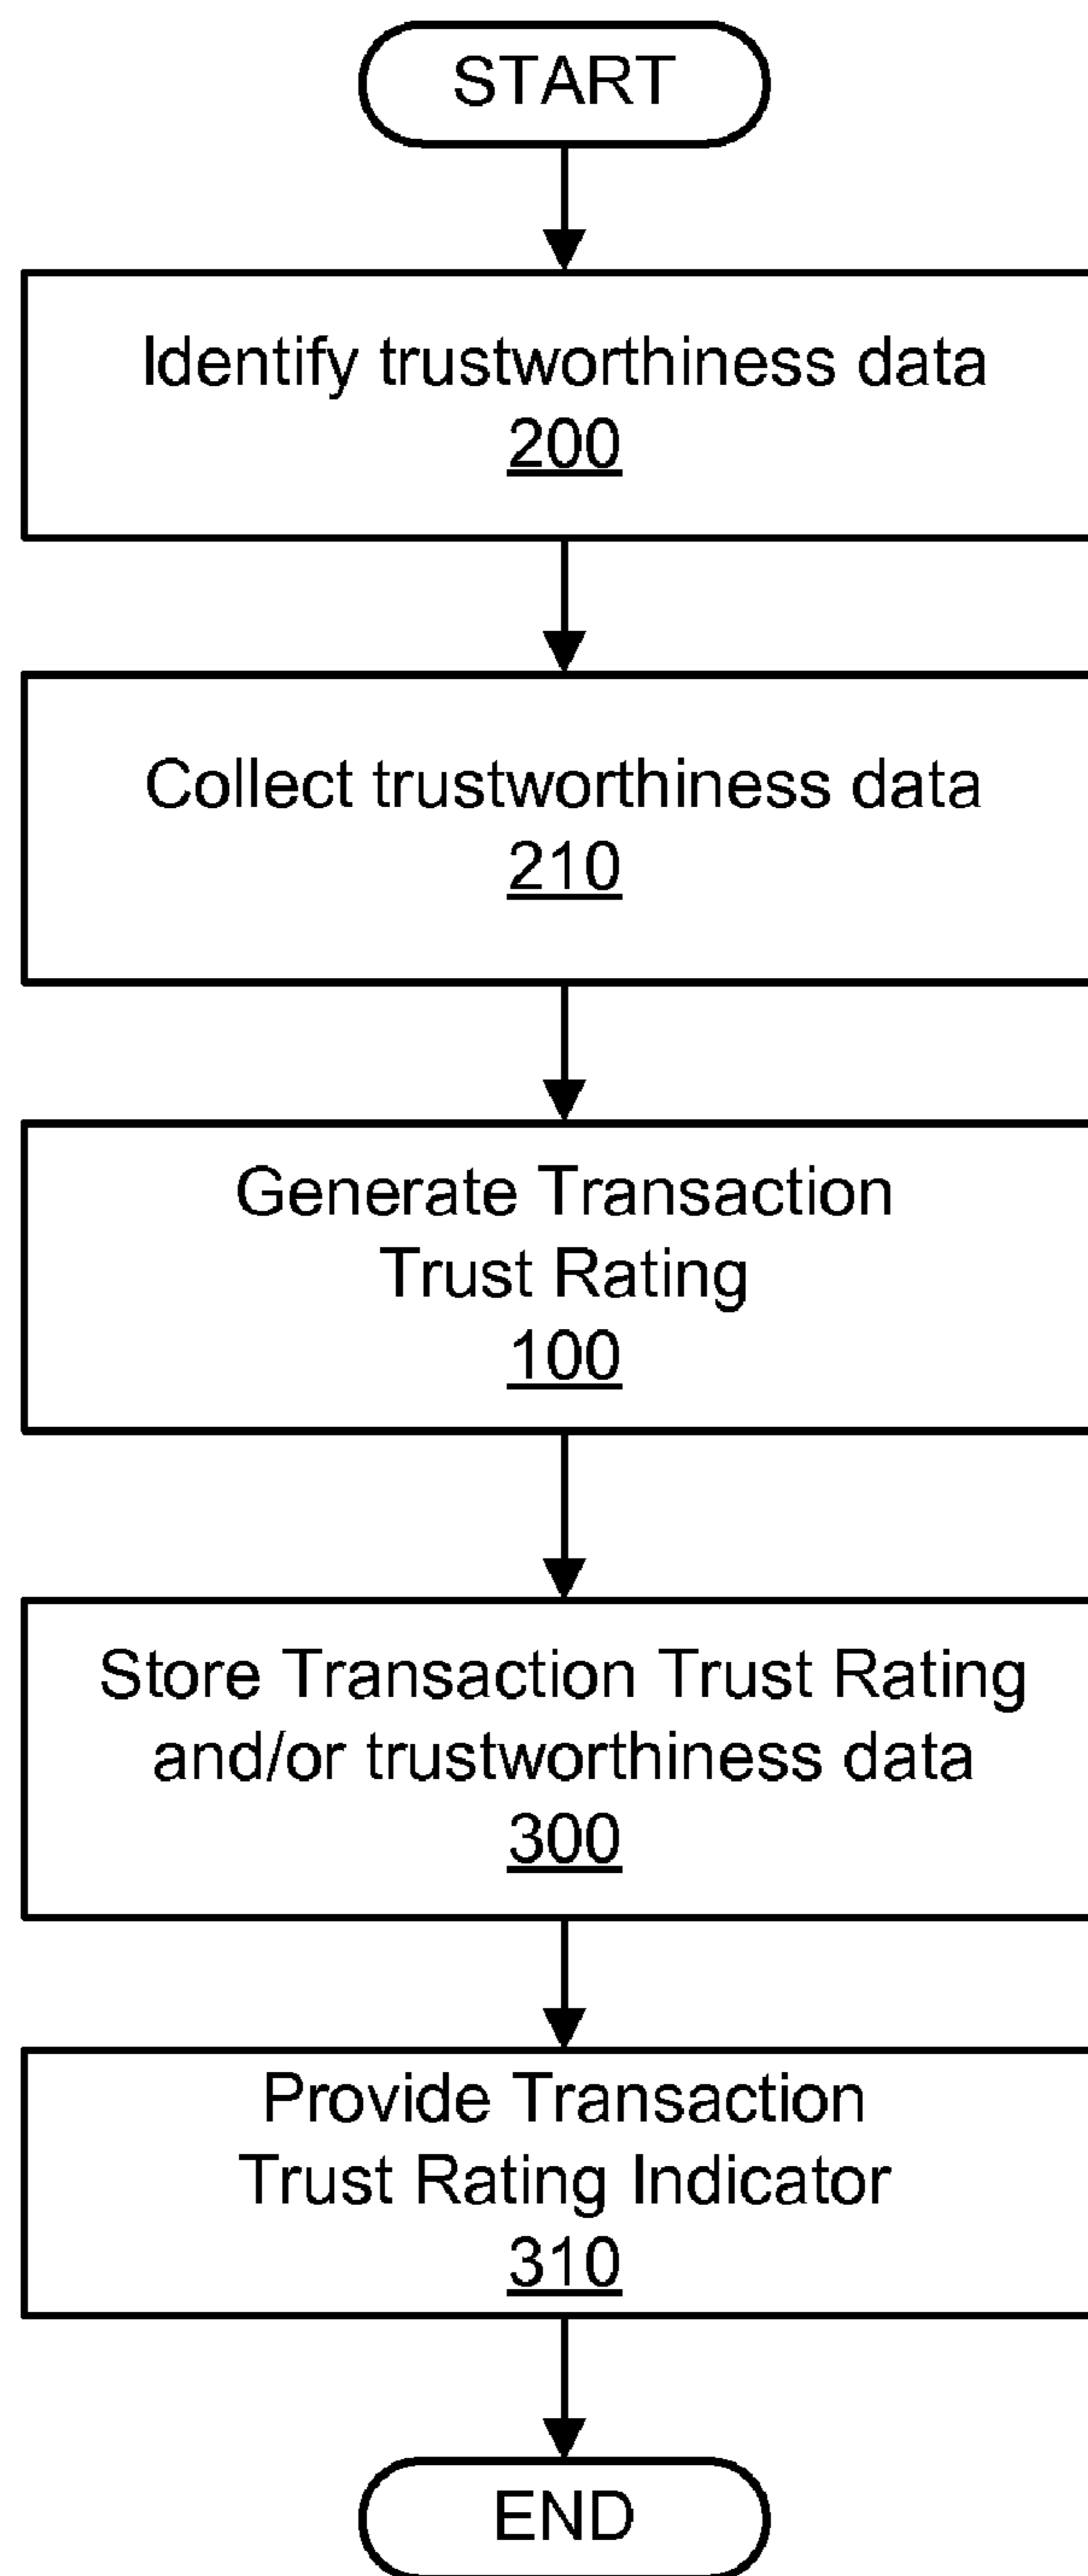 START
Identify trustworthiness data
200
Collect trustworthiness data
210
Generate Transaction
Trust Rating
100
Store Transaction Trust Rating
and/or trustworthiness data
300
Provide Transaction
Trust Rating Indicator
310
END